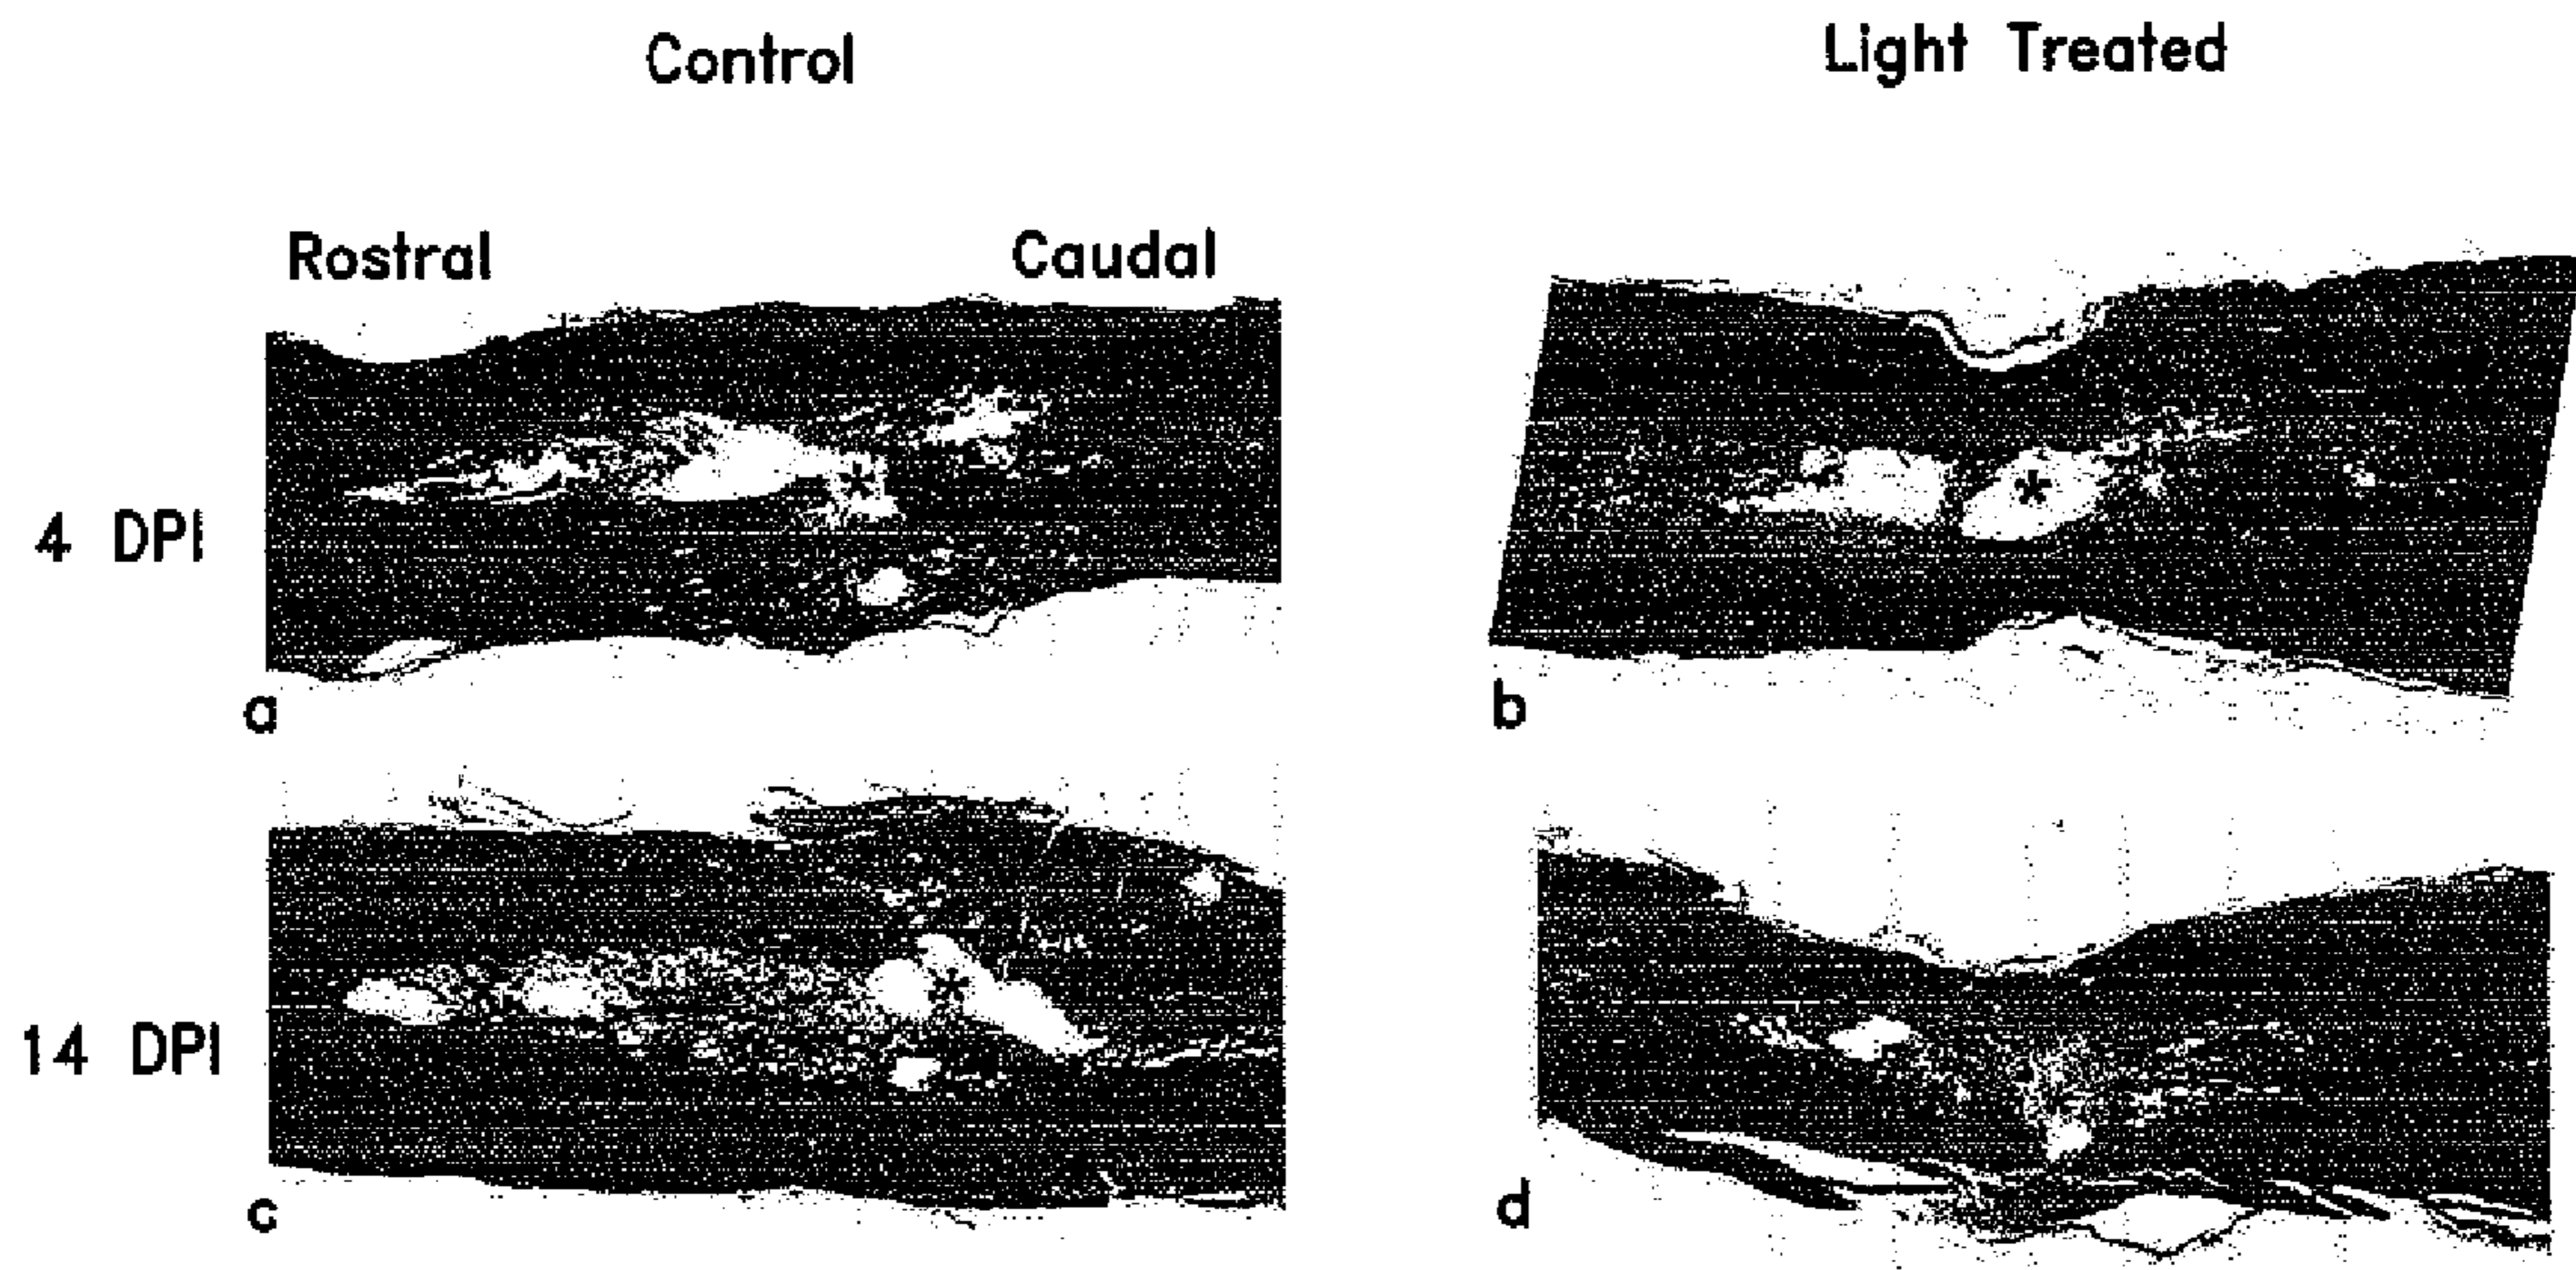 Control
Light Treated
Rostral
Caudal
4 DPI
*
*
a
b
14 DPI
*
*
c
d